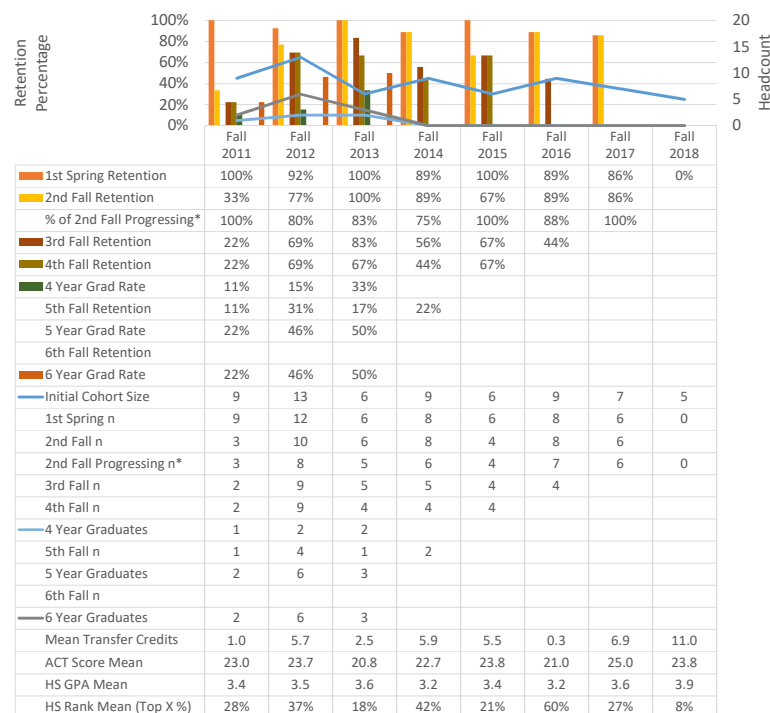 Retention Percentage
100%
80%
60%
40%
20%
0%
20
15
10
5
0
Headcount
Fall 2011 Fall 2012 Fall 2013 Fall 2014 Fall 2015 Fall 2016 Fall 2017 Fall 2018
1st Spring Retention 100% 92% 100% 89% 100% 89% 86% 0%
2nd Fall Retention 33% 77% 100% 89% 67% 89% 86%
% of 2nd Fall Progressing* 100% 80% 83% 75% 100% 88% 100%
3rd Fall Retention 22% 69% 83% 56% 67% 44%
4th Fall Retention 22% 69% 67% 44% 67%
4 Year Grad Rate 11% 15% 33%
5th Fall Retention 11% 31% 17% 22%
5 Year Grad Rate 22% 46% 50%
6th Fall Retention
6 Year Grad Rate 22% 46% 50%
Initial Cohort Size 9 13 6 9 6 9 7 5
1st Spring n 9 12 6 8 6 8 6 0
2nd Fall n 3 10 6 8 4 8 6
2nd Fall Progressing n* 3 8 5 6 4 7 6 0
3rd Fall n 2 9 5 5 4 4
4th Fall n 2 9 4 4 4
4 Year Graduates 1 2 2
5th Fall n 1 4 1 2
5 Year Graduates 2 6 3
6th Fall n
6 Year Graduates 2 6 3
Mean Transfer Credits 1.0 5.7 2.5 5.9 5.5 0.3 6.9 11.0
ACT Score Mean 23.0 23.7 20.8 22.7 23.8 21.0 25.0 23.8
HS GPA Mean 3.4 3.5 3.6 3.2 3.4 3.2 3.6 3.9
HS Rank Mean (Top X %) 28% 37% 18% 42% 21% 60% 27% 8%